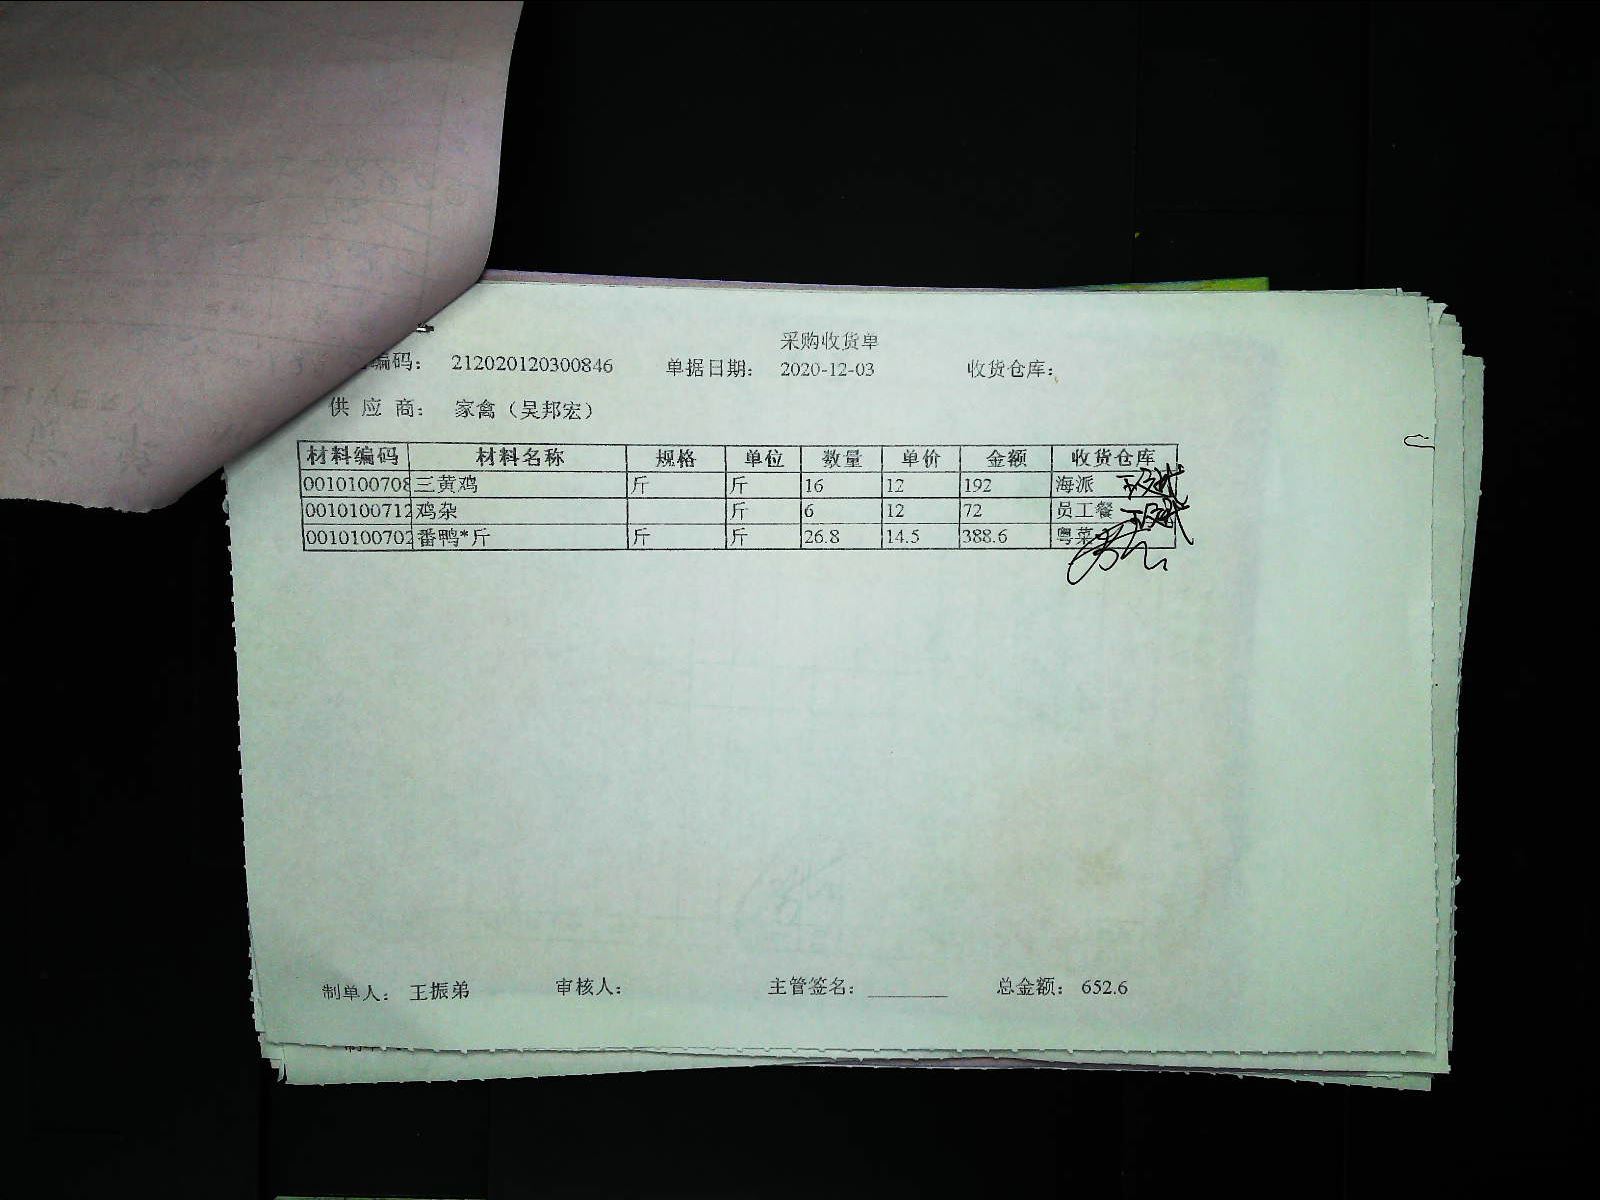 采购收货单
编码： 212020120300846 单据日期： 2020-12-03 收货仓库：
供 应 商： 家禽（吴邦宏）
材料编码 材料名称 规格 单位 数量 单价 金额 收货仓库
0010100708 三黄鸡 斤 斤 16 12 192 海派
0010100712 鸡杂 斤 6 12 72 员工餐
0010100702 番鸭*斤 斤 斤 26.8 14.5 388.6 粤菜
制单人： 王振弟 审核人： 主管签名： 总金额： 652.6